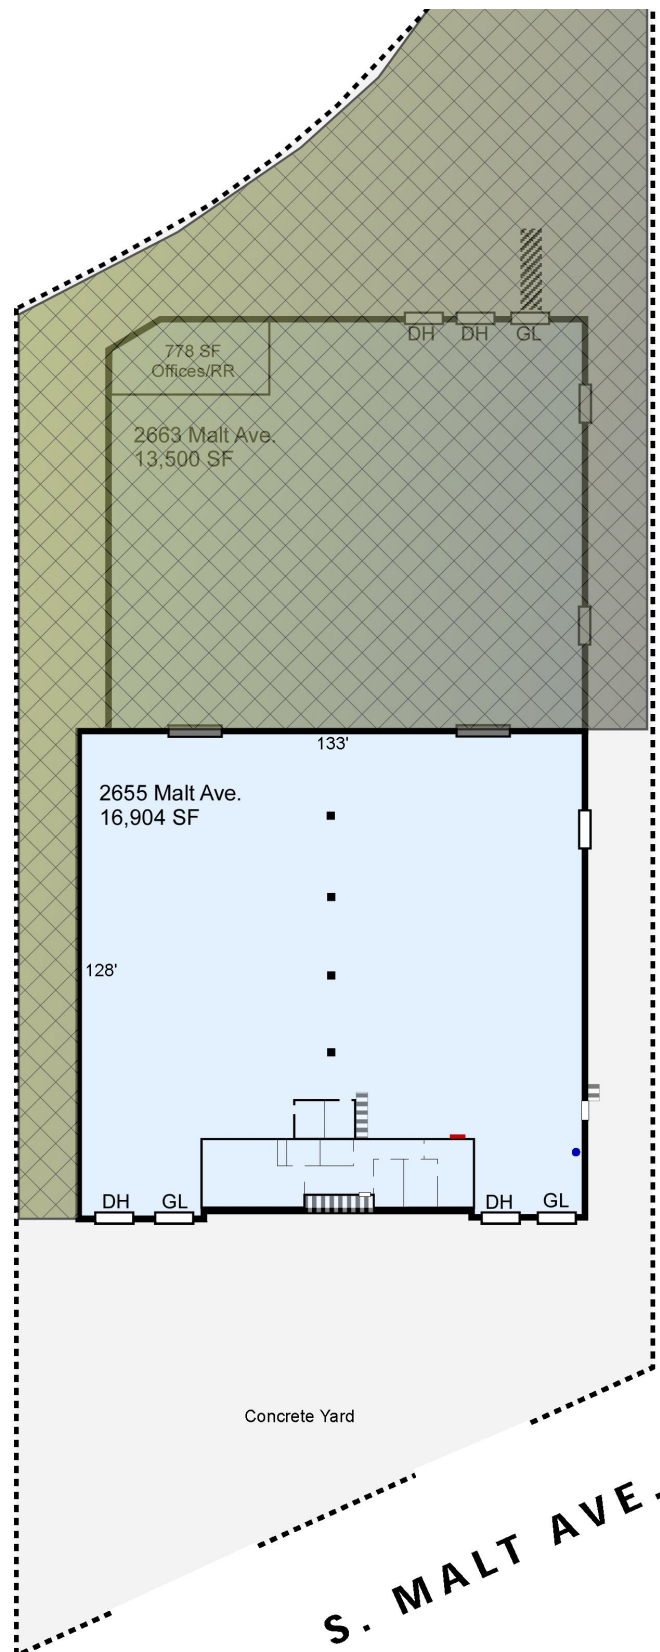 DH DH GL
778 SF
Offices/RR
2663 Malt Ave.
13,500 SF
133'
2655 Malt Ave.
16,904 SF
128'
DH GL DH GL
Concrete Yard
S. MALT AVE.